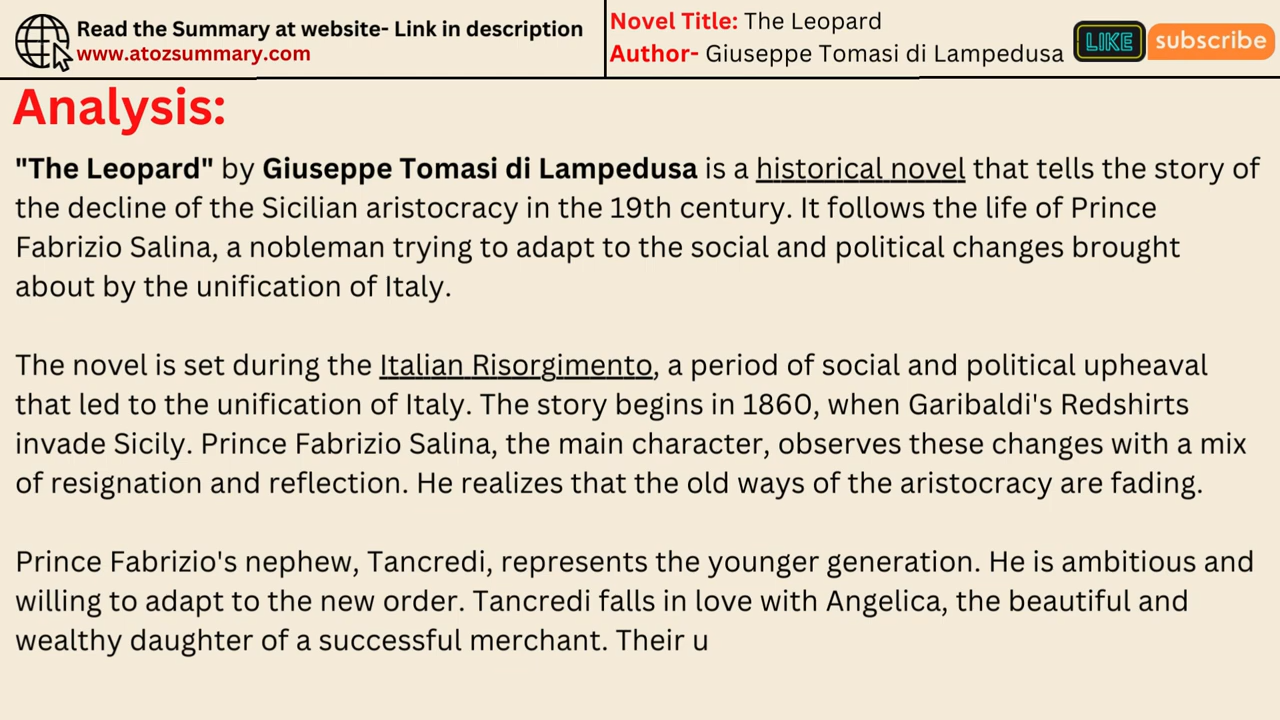 Read the Summary at website- Link in description
www.atozsummary.com
Novel Title: The Leopard
Author- Giuseppe Tomasi di Lampedusa
LIKE
subscribe
Analysis:
"The Leopard" by Giuseppe Tomasi di Lampedusa is a historical novel that tells the story of
the decline of the Sicilian aristocracy in the 19th century. It follows the life of Prince
Fabrizio Salina, a nobleman trying to adapt to the social and political changes brought
about by the unification of Italy.
The novel is set during the Italian Risorgimento, a period of social and political upheaval
that led to the unification of Italy. The story begins in 1860, when Garibaldi's Redshirts
invade Sicily. Prince Fabrizio Salina, the main character, observes these changes with a mix
of resignation and reflection. He realizes that the old ways of the aristocracy are fading.
Prince Fabrizio's nephew, Tancredi, represents the younger generation. He is ambitious and
willing to adapt to the new order. Tancredi falls in love with Angelica, the beautiful and
wealthy daughter of a successful merchant. Their u